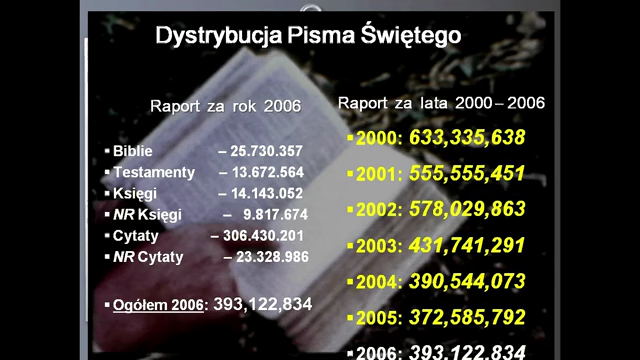 Dystrybucja Pisma Świętego
Raport za rok 2006
▪ Biblie – 25.730.357
▪ Testamenty – 13.672.564
▪ Księgi – 14.143.052
▪ NR Księgi – 9.817.674
▪ Cytaty – 306.430.201
▪ NR Cytaty – 23.328.986
▪ Ogółem 2006: 393,122,834
Raport za lata 2000 – 2006
▪ 2000: 633,335,638
▪ 2001: 555,555,451
▪ 2002: 578,029,863
▪ 2003: 431,741,291
▪ 2004: 390,544,073
▪ 2005: 372,585,792
▪ 2006: 393,122,834